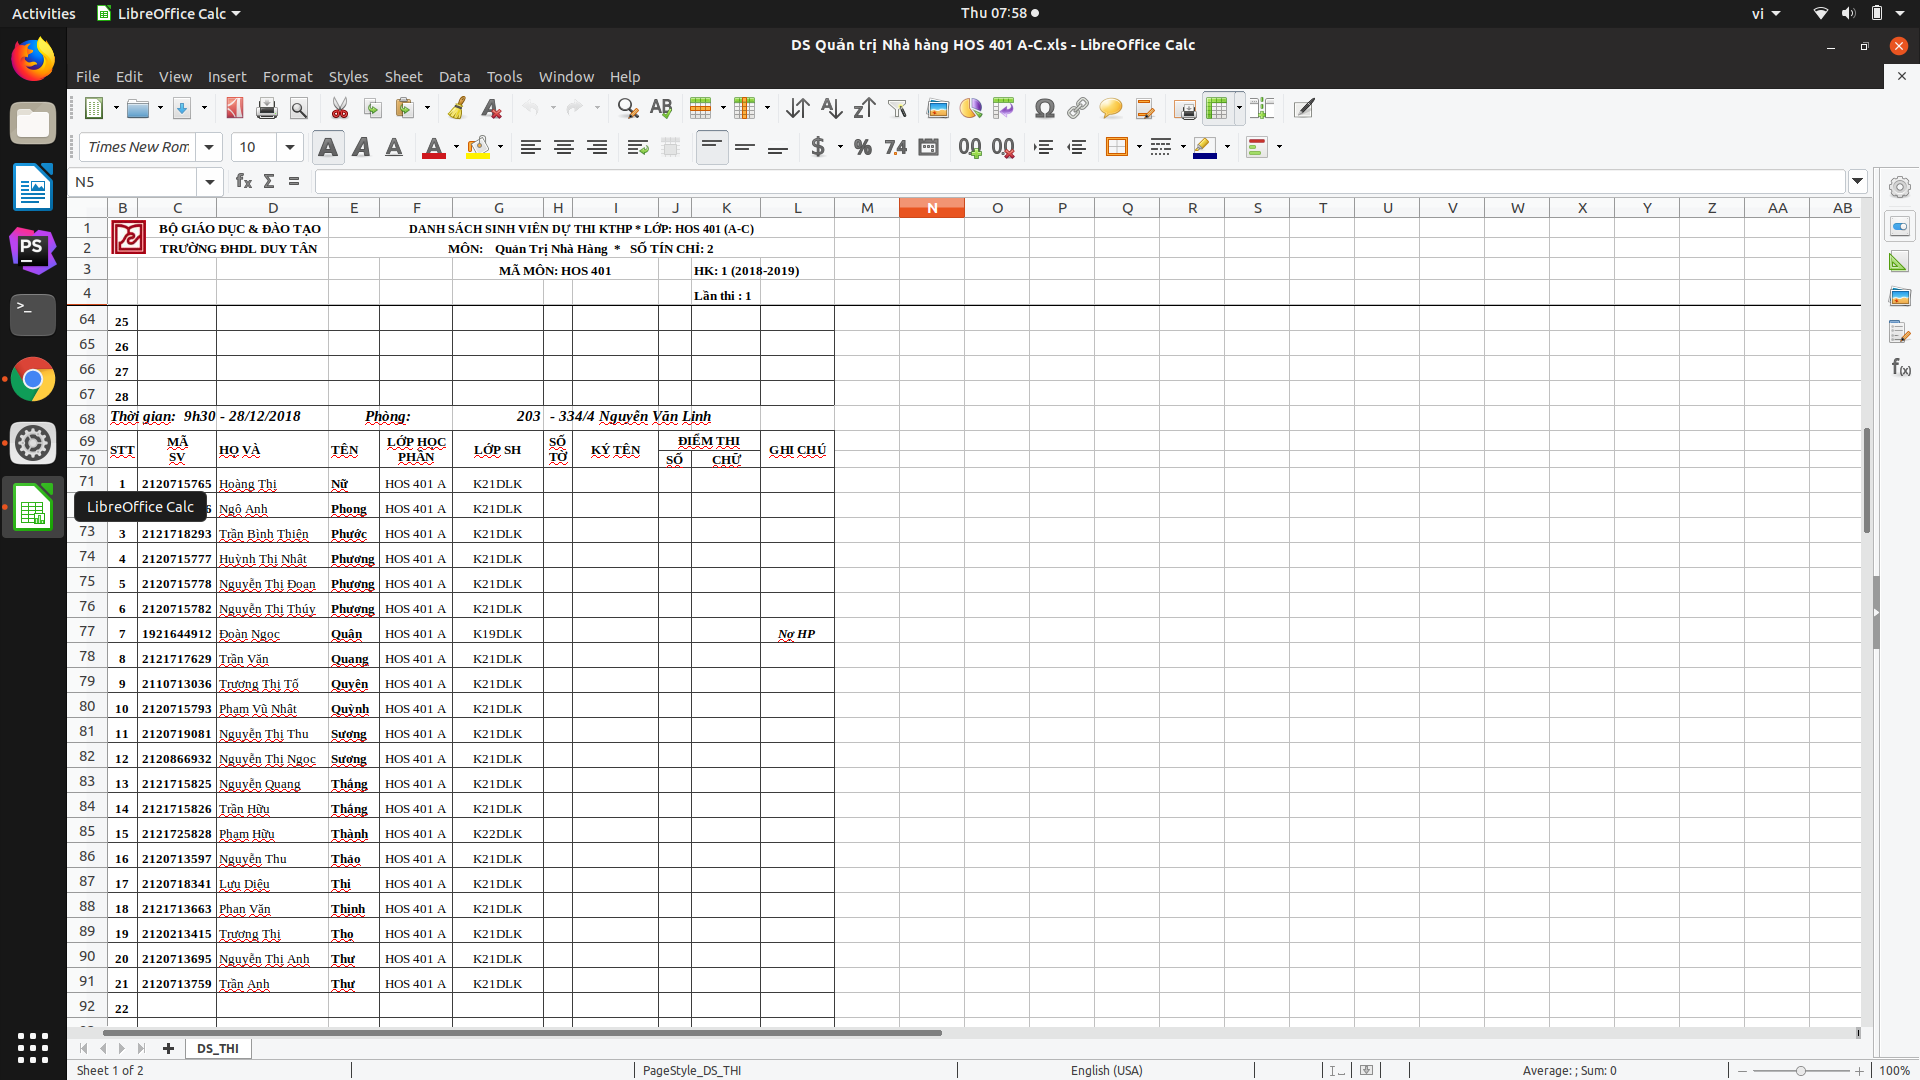 Activities LibreOffice Calc Thu 07:58 vi
DS Quản trị Nhà hàng HOS 401 A-C.xls - LibreOffice Calc
File Edit View Insert Format Styles Sheet Data Tools Window Help
Times New Rom 10
N5
B C D E F G H I J K L M N O P Q R S T U V W X Y Z AA AB
1 BỘ GIÁO DỤC & ĐÀO TẠO DANH SÁCH SINH VIÊN DỰ THI KTHP * LỚP: HOS 401 (A-C)
2 TRƯỜNG ĐHDL DUY TÂN MÔN: Quản Trị Nhà Hàng * SỐ TÍN CHỈ: 2
3 MÃ MÔN: HOS 401 HK: 1 (2018-2019)
4 Lần thi : 1
64 25
65 26
66 27
67 28
68 Thời gian: 9h30 - 28/12/2018 Phòng: 203 - 334/4 Nguyễn Văn Linh
69 STT MÃ SV HỌ VÀ TÊN LỚP HỌC PHẦN LỚP SH SỐ TỜ KÝ TÊN ĐIỂM THI GHI CHÚ
70 SỐ CHỮ
71 1 2120715765 Hoàng Thị Nữ HOS 401 A K21DLK
LibreOffice Calc 6 Ngô Anh Phong HOS 401 A K21DLK
73 3 2121718293 Trần Bình Thiên Phước HOS 401 A K21DLK
74 4 2120715777 Huỳnh Thị Nhật Phương HOS 401 A K21DLK
75 5 2120715778 Nguyễn Thị Đoan Phương HOS 401 A K21DLK
76 6 2120715782 Nguyễn Thị Thúy Phượng HOS 401 A K21DLK
77 7 1921644912 Đoàn Ngọc Quân HOS 401 A K19DLK Nợ HP
78 8 2121717629 Trần Văn Quang HOS 401 A K21DLK
79 9 2110713036 Trương Thị Tố Quyên HOS 401 A K21DLK
80 10 2120715793 Phạm Vũ Nhật Quỳnh HOS 401 A K21DLK
81 11 2120719081 Nguyễn Thị Thu Sương HOS 401 A K21DLK
82 12 2120866932 Nguyễn Thị Ngọc Sương HOS 401 A K21DLK
83 13 2121715825 Nguyễn Quang Thắng HOS 401 A K21DLK
84 14 2121715826 Trần Hữu Thắng HOS 401 A K21DLK
85 15 2121725828 Phạm Hữu Thành HOS 401 A K22DLK
86 16 2120713597 Nguyễn Thu Thảo HOS 401 A K21DLK
87 17 2120718341 Lưu Diệu Thi HOS 401 A K21DLK
88 18 2121713663 Phan Văn Thịnh HOS 401 A K21DLK
89 19 2120213415 Trương Thị Thọ HOS 401 A K21DLK
90 20 2120713695 Nguyễn Thị Anh Thư HOS 401 A K21DLK
91 21 2120713759 Trần Anh Thư HOS 401 A K21DLK
92 22
DS_THI
Sheet 1 of 2 PageStyle_DS_THI English (USA) Average: ; Sum: 0 100%